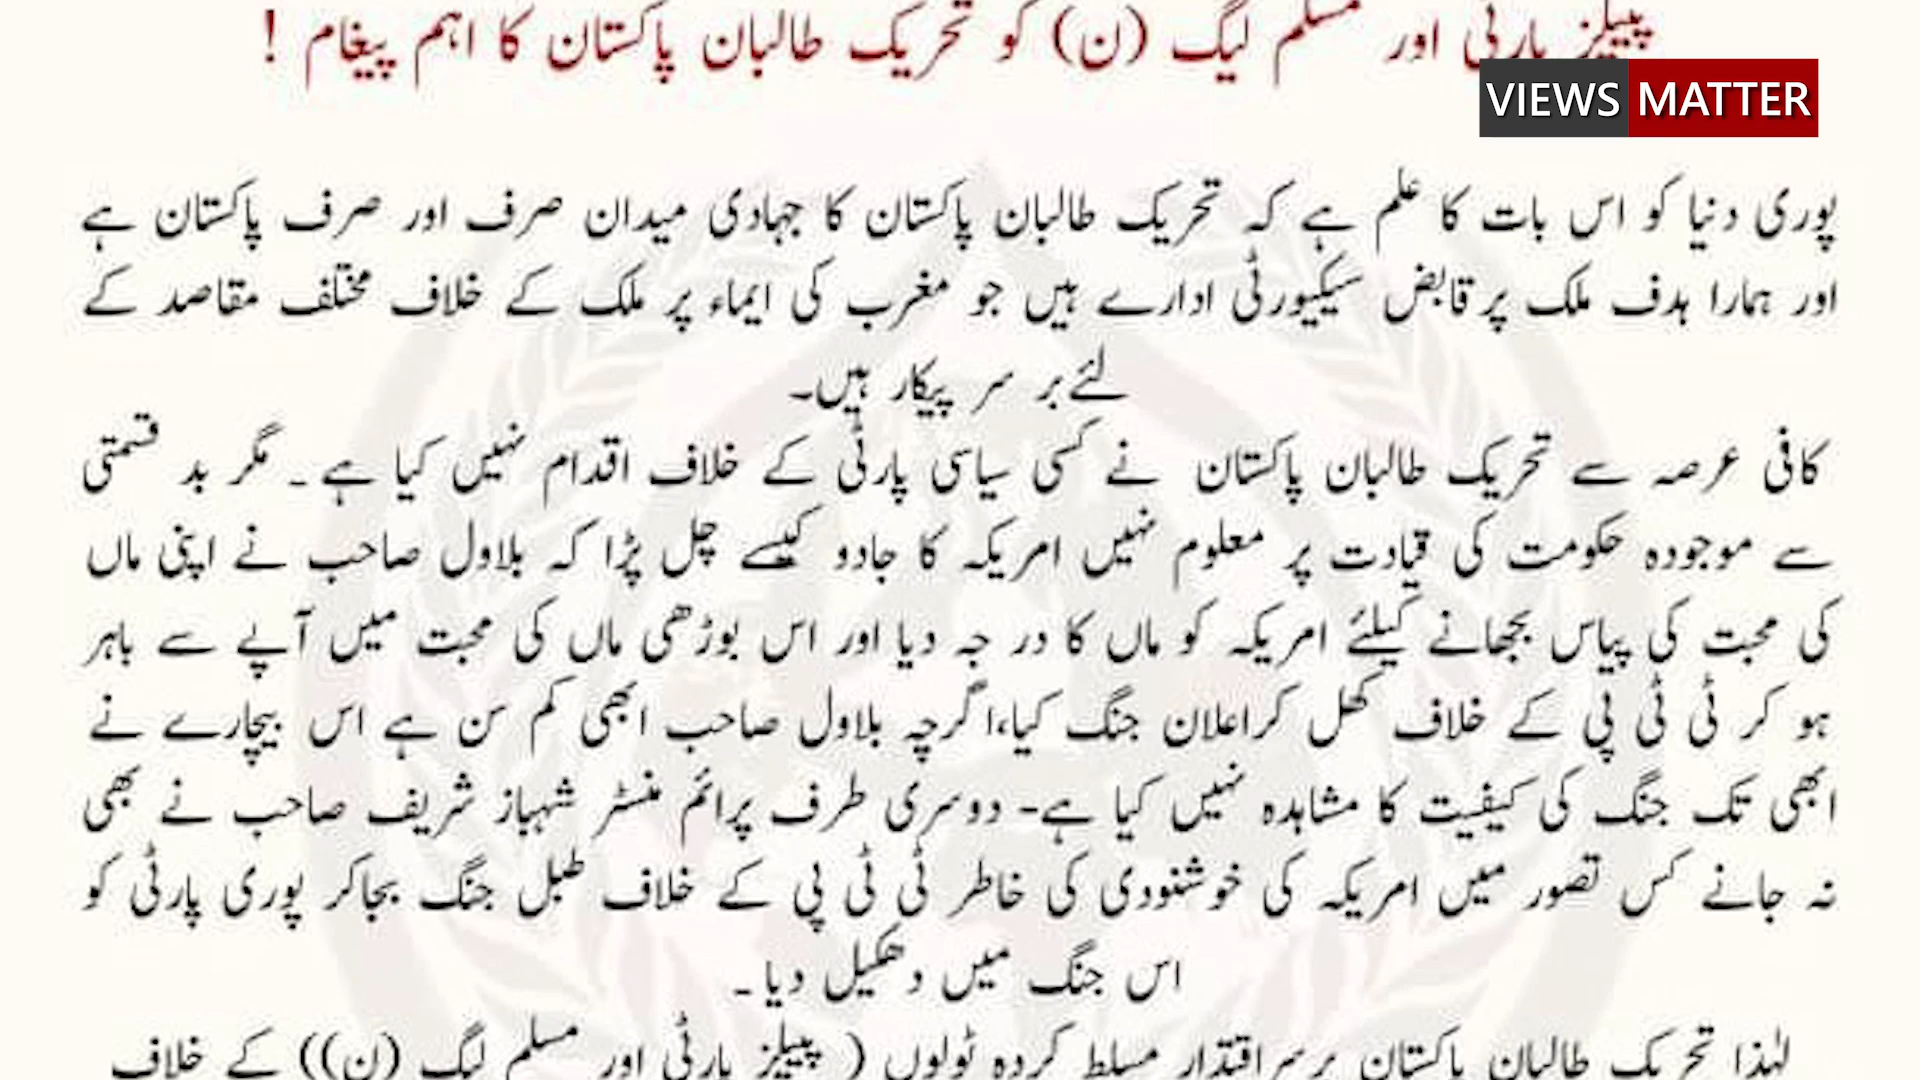 پیپلز پارٹی اور مسلم لیگ (ن) کو تحریک طالبان پاکستان کا اہم پیغام !
VIEWS MATTER
پوری دنیا کو اس بات کا علم ہے کہ تحریک طالبان پاکستان کا جہادی میدان صرف اور صرف پاکستان ہے
اور ہمارا ہدف ملک پر قابض سیکیورٹی ادارے ہیں جو مغرب کی ایماء پر ملک کے خلاف مختلف مقاصد کے
لئے بر سر پیکار ہیں۔
کافی عرصہ سے تحریک طالبان پاکستان نے کسی سیاسی پارٹی کے خلاف اقدام نہیں کیا ہے ۔ مگر بد قسمتی
سے موجودہ حکومت کی قیادت پر معلوم نہیں امریکہ کا جادو کیسے چل پڑا کہ بلاول صاحب نے اپنی ماں
کی محبت کی پیاس بجھانے کیلئے امریکہ کو ماں کا در جہ دیا اور اس بوڑھی ماں کی محبت میں آپے سے باہر
ہو کر ٹی ٹی پی کے خلاف کھل کراعلان جنگ کیا،اگرچہ بلاول صاحب ابھی کم سن ہے اس بیچارے نے
ابھی تک جنگ کی کیفیت کا مشاہدہ نہیں کیا ہے- دوسری طرف پرائم منسٹر شہباز شریف صاحب نے بھی
نہ جانے کس تصور میں امریکہ کی خوشنودی کی خاطر ٹی ٹی پی کے خلاف طبل جنگ بجاکر پوری پارٹی کو
اس جنگ میں دھکیل دیا ۔
لہٰذا تحریک طالبان پاکستان برسراقتدار مسلط کردہ ٹولوں ( پیپلز پارٹی اور مسلم لیگ (ن)) کے خلاف